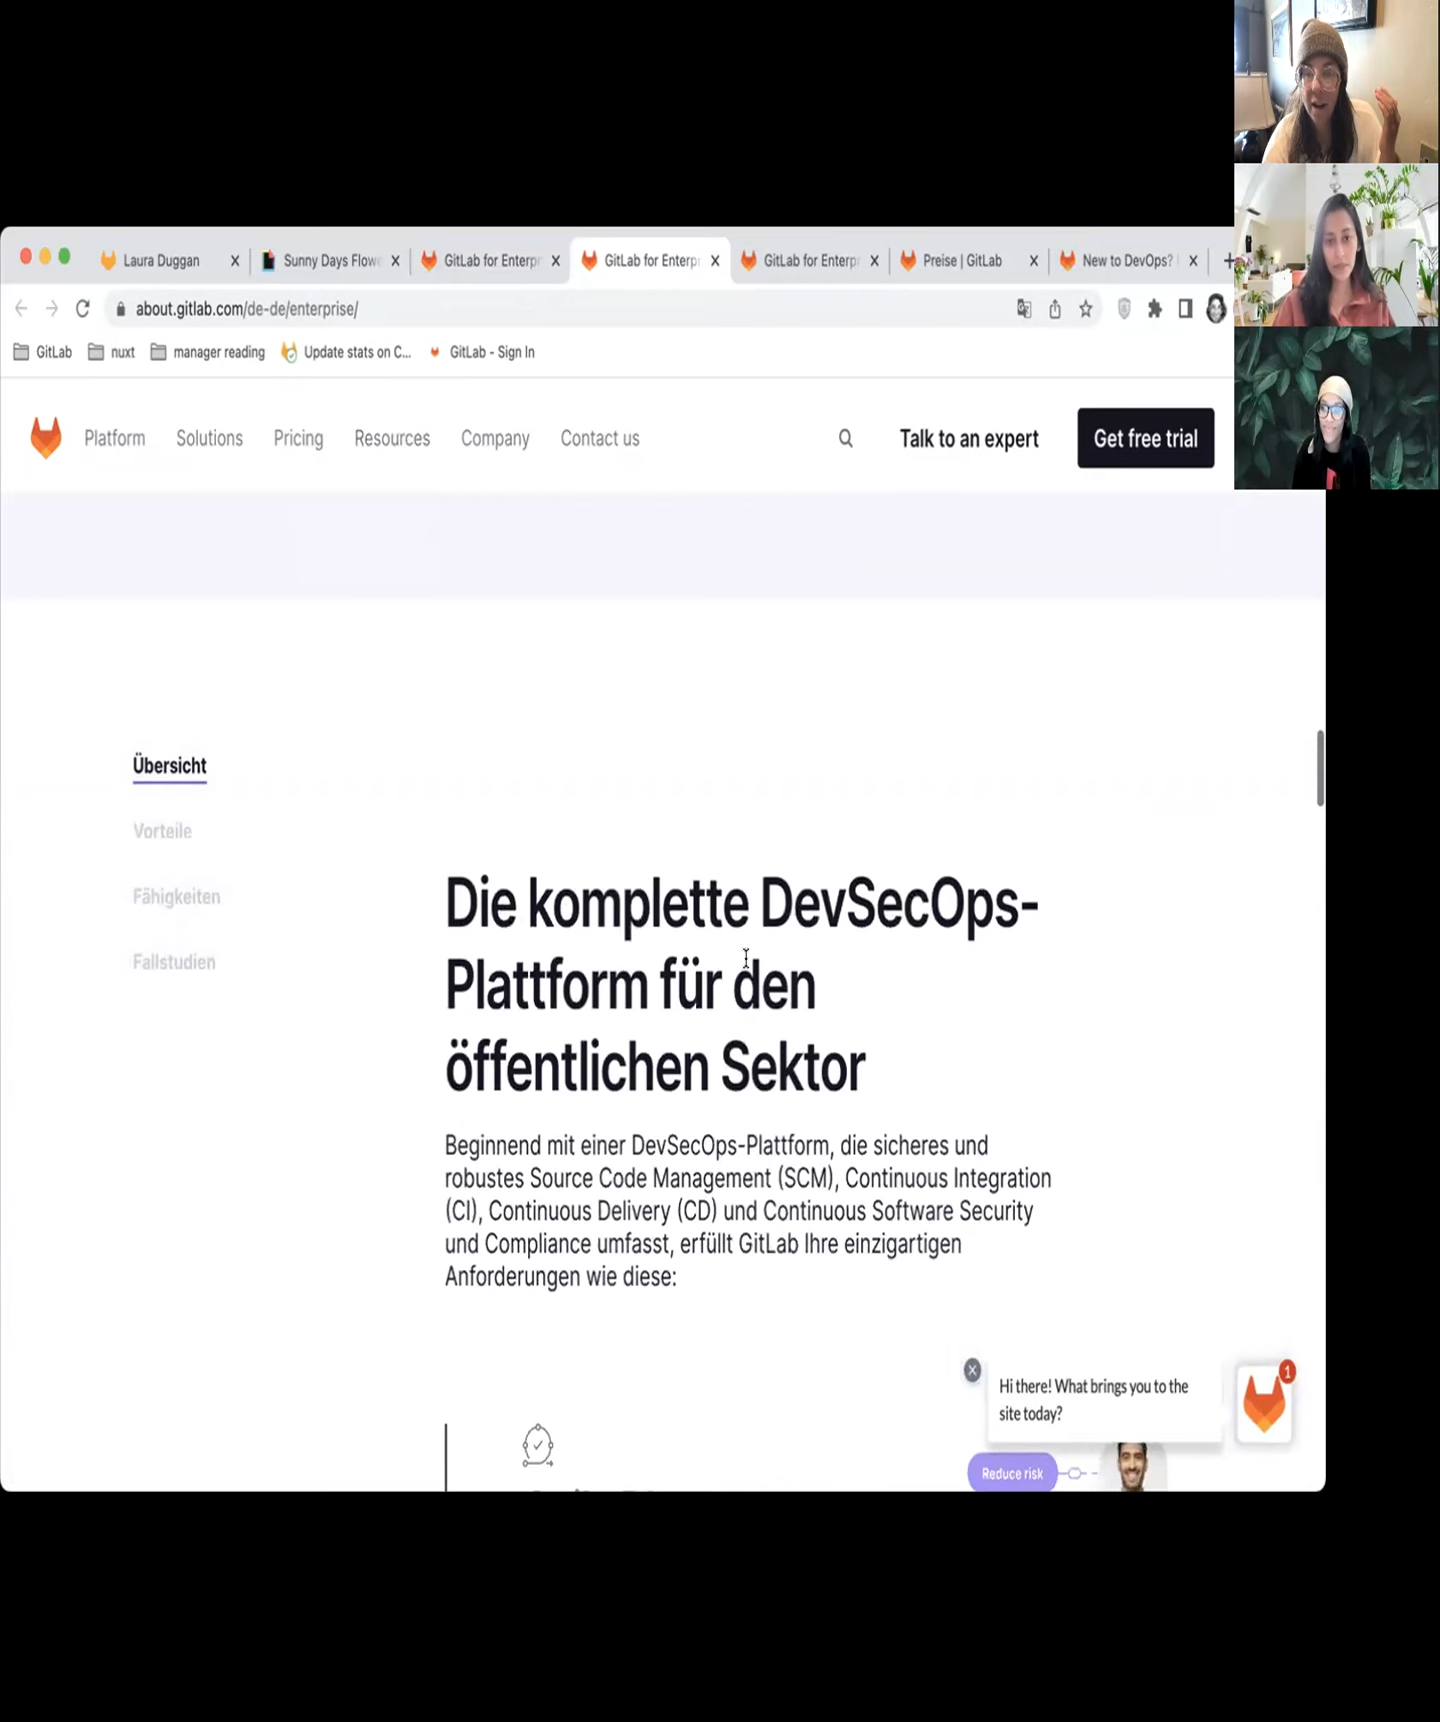 Laura Duggan
Sunny Days Flowe
GitLab for Enterpr
GitLab for Enterpr
GitLab for Enterpr
Preise | GitLab
New to DevOps?
about.gitlab.com/de-de/enterprise/
GitLab
nuxt
manager reading
Update stats on C...
GitLab - Sign In
Platform
Solutions
Pricing
Resources
Company
Contact us
Talk to an expert
Get free trial
Übersicht
Vorteile
Fähigkeiten
Fallstudien
Die komplette DevSecOps-
Plattform für den
öffentlichen Sektor
Beginnend mit einer DevSecOps-Plattform, die sicheres und
robustes Source Code Management (SCM), Continuous Integration
(CI), Continuous Delivery (CD) und Continuous Software Security
und Compliance umfasst, erfüllt GitLab Ihre einzigartigen
Anforderungen wie diese:
Hi there! What brings you to the
site today?
1
Reduce risk